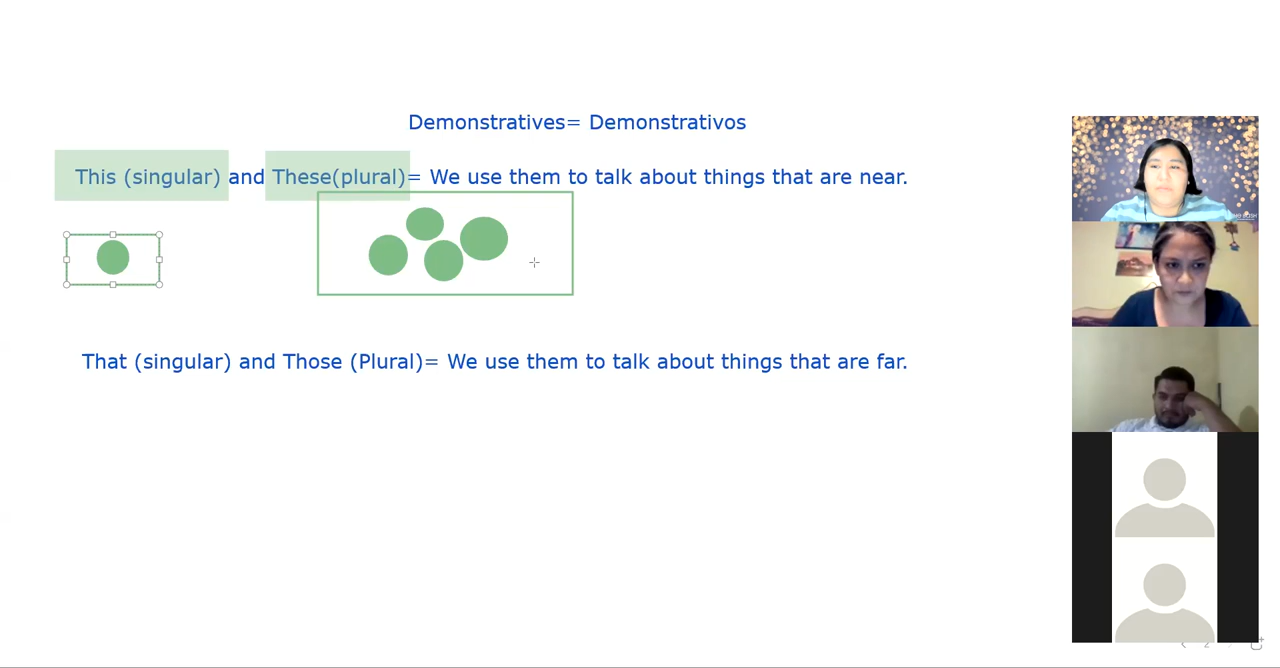 Demonstratives= Demonstrativos
This (singular) and These(plural)= We use them to talk about things that are near.
That (singular) and Those (Plural)= We use them to talk about things that are far.
2